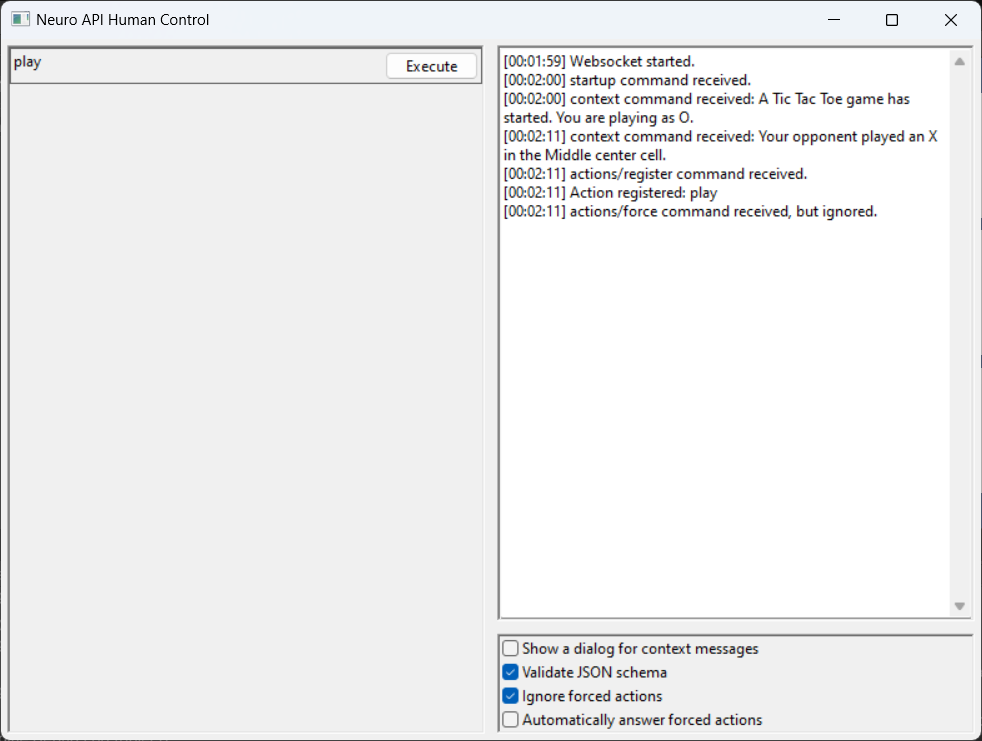 Neuro API Human Control
play
Execute
[00:01:59] Websocket started.
[00:02:00] startup command received.
[00:02:00] context command received: A Tic Tac Toe game has
started. You are playing as O.
[00:02:11] context command received: Your opponent played an X
in the Middle center cell.
[00:02:11] actions/register command received.
[00:02:11] Action registered: play
[00:02:11] actions/force command received, but ignored.
Show a dialog for context messages
Validate JSON schema
Ignore forced actions
Automatically answer forced actions